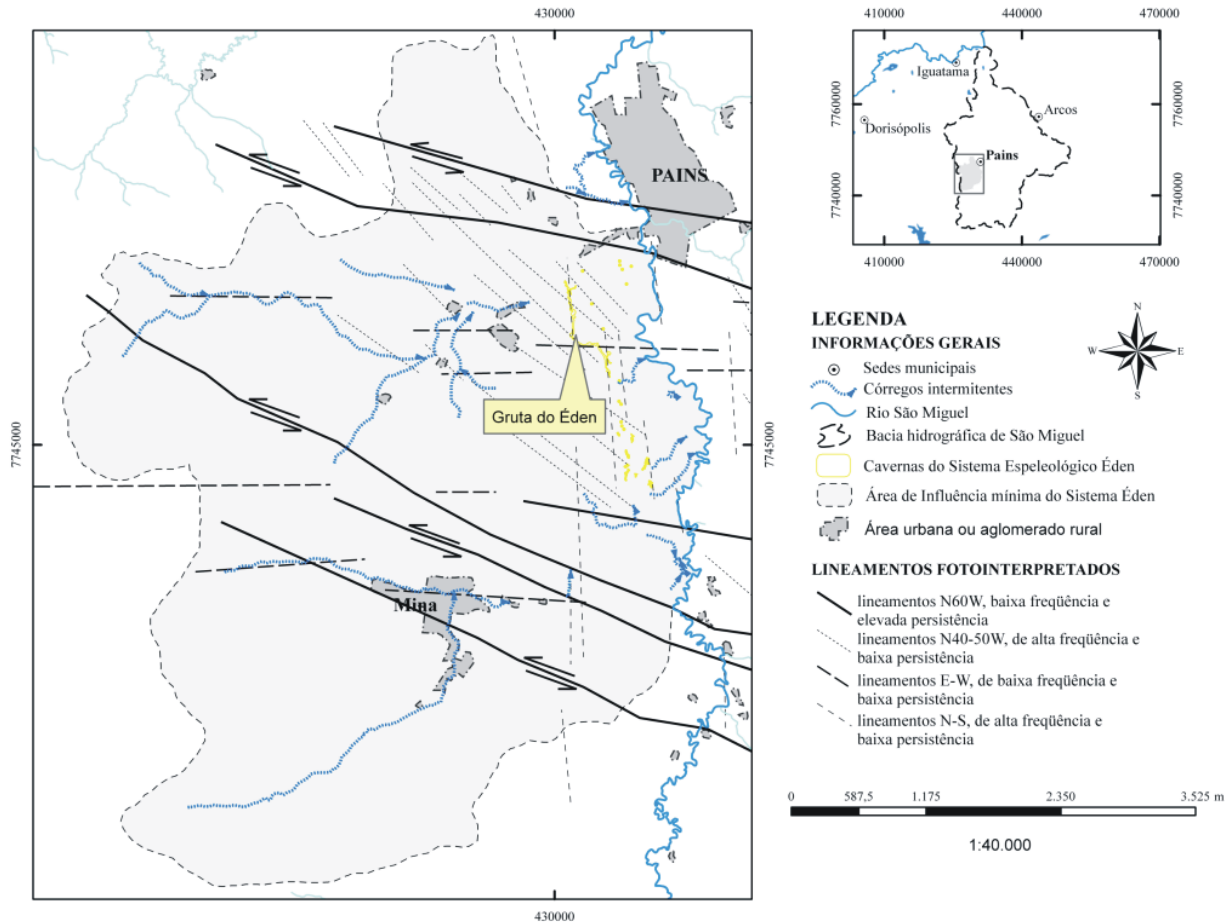 430000
PAINS
Gruta do Éden
Mina
7745000
7745000
430000
410000
440000
470000
Iguatama
Arcos
Dorisópolis
Pains
7760000
7740000
7760000
7740000
410000
440000
470000
LEGENDA
INFORMAÇÕES GERAIS
Sedes municipais
Córregos intermitentes
Rio São Miguel
Bacia hidrográfica de São Miguel
Cavernas do Sistema Espeleológico Éden
Área de Influência mínima do Sistema Éden
Área urbana ou aglomerado rural
N
W
E
S
LINEAMENTOS FOTOINTERPRETADOS
lineamentos N60W, baixa freqüência e
elevada persistência
lineamentos N40-50W, de alta freqüência e
baixa persistência
lineamentos E-W, de baixa freqüência e
baixa persistência
lineamentos N-S, de alta freqüência e
baixa persistência
0 587,5 1.175 2.350 3.525 m
1:40.000